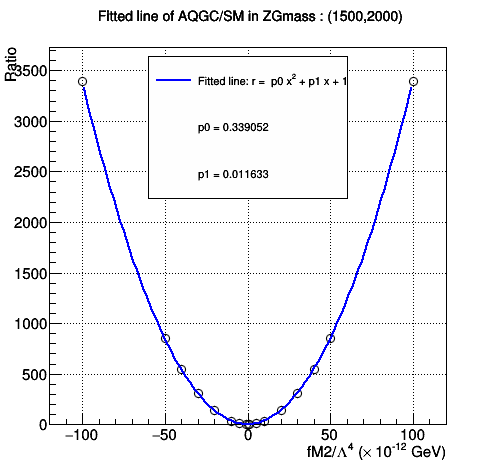 FItted line of AQGC/SM in ZGmass : (1500,2000)
Ratio
Fitted line: r = p0 x² + p1 x + 1
p0 = 0.339052
p1 = 0.011633
3500
3000
2500
2000
1500
1000
500
0
−100 −50 0 50 100
fM2/Λ⁴ (× 10⁻¹² GeV)